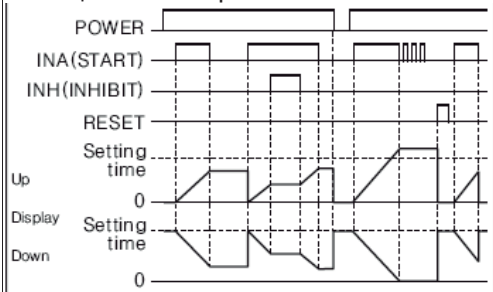 POWER
INA(START)
INH(INHIBIT)
RESET
Setting
time
Up
0
Display
Setting
time
Down
0